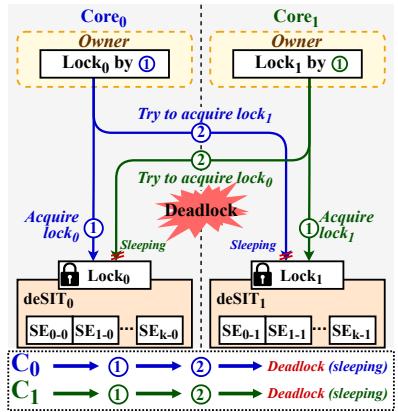 Core0 Core1
Owner Owner
Lock0 by 1 Lock1 by 1
Try to acquire lock1
2
2
Try to acquire lock0
Deadlock
Acquire lock0
1
Sleeping
Sleeping
1
Acquire lock1
Lock0 Lock1
deSIT0 deSIT1
SE0-0 SE1-0 ... SEk-0 SE0-1 SE1-1 ... SEk-1
C0 1 2 Deadlock (sleeping)
C1 1 2 Deadlock (sleeping)